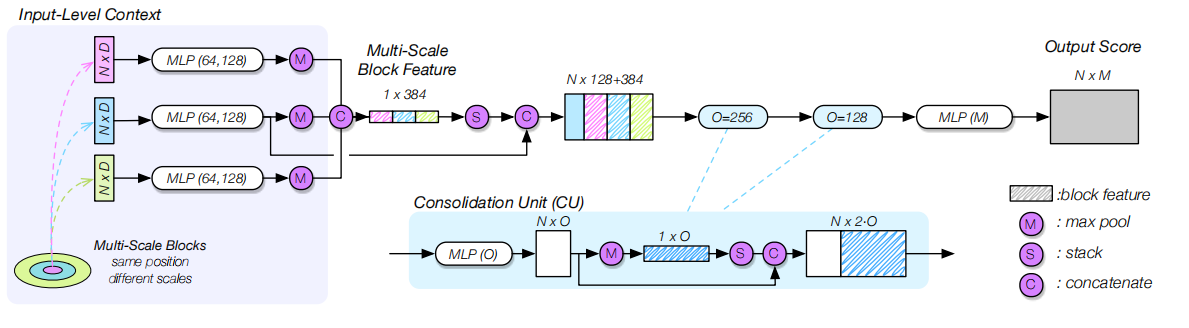 Input-Level Context
N x D
MLP (64,128)
M
N x D
MLP (64,128)
M
N x D
MLP (64,128)
M
C
Multi-Scale Blocks
same position
different scales
Multi-Scale
Block Feature
1 x 384
S
C
N x 128+384
O=256
O=128
MLP (M)
Output Score
N x M
Consolidation Unit (CU)
MLP (O)
N x O
M
1 x O
S
C
N x 2·O
:block feature
M : max pool
S : stack
C : concatenate